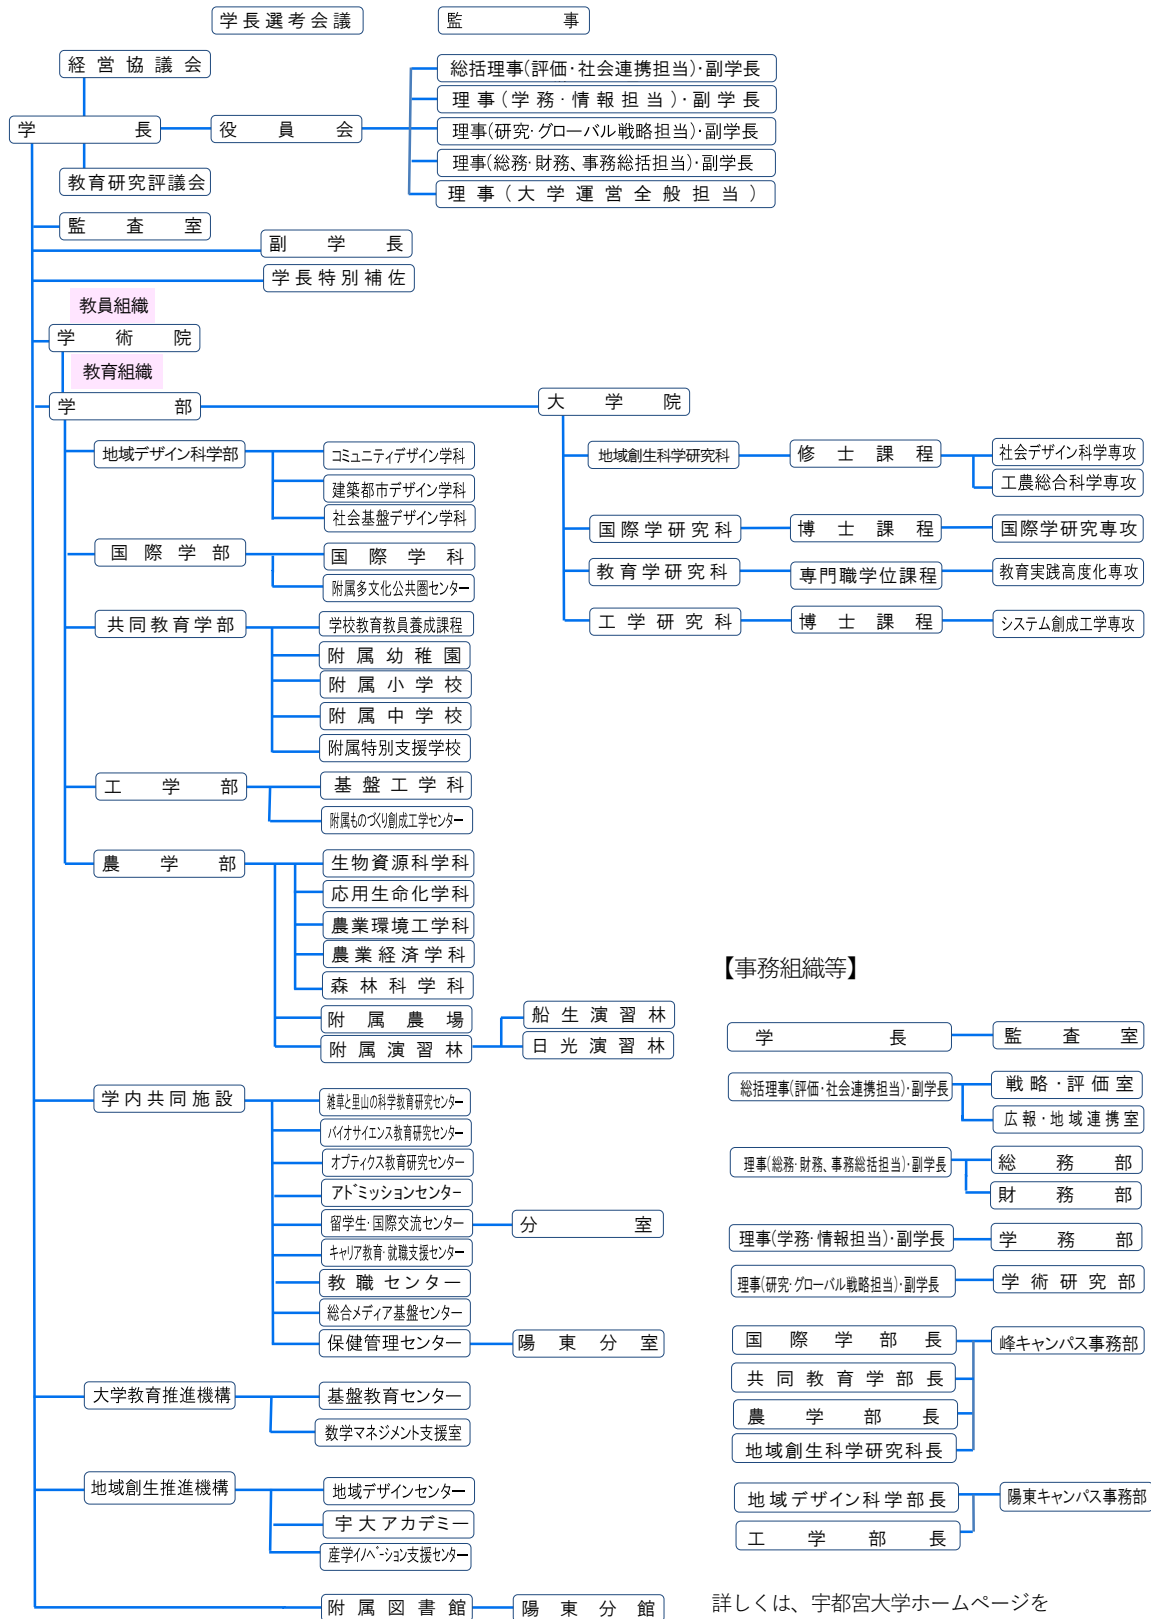 学長選考会議
監事
経営協議会
総括理事(評価・社会連携担当)・副学長
理事(学務・情報担当)・副学長
学長
役員会
理事(研究・グローバル戦略担当)・副学長
理事(総務・財務、事務総括担当)・副学長
教育研究評議会
理事(大学運営全般担当)
監査室
副学長
学長特別補佐
教員組織
学術院
教育組織
学部
大学院
地域デザイン科学部
コミュニティデザイン学科
建築都市デザイン学科
社会基盤デザイン学科
国際学部
国際学科
附属多文化公共圏センター
共同教育学部
学校教育教員養成課程
附属幼稚園
附属小学校
附属中学校
附属特別支援学校
工学部
基盤工学科
附属ものづくり創成工学センター
農学部
生物資源科学科
応用生命化学科
農業環境工学科
農業経済学科
森林科学科
附属農場
附属演習林
船生演習林
日光演習林
地域創生科学研究科
修士課程
社会デザイン科学専攻
工農総合科学専攻
国際学研究科
博士課程
国際学研究専攻
教育学研究科
専門職学位課程
教育実践高度化専攻
工学研究科
博士課程
システム創成工学専攻
学内共同施設
雑草と里山の科学教育研究センター
バイオサイエンス教育研究センター
オプティクス教育研究センター
アドミッションセンター
留学生・国際交流センター
分室
キャリア教育・就職支援センター
教職センター
総合メディア基盤センター
保健管理センター
陽東分室
大学教育推進機構
基盤教育センター
数学マネジメント支援室
地域創生推進機構
地域デザインセンター
宇大アカデミー
産学イノベーション支援センター
附属図書館
陽東分館
【事務組織等】
学長
監査室
総括理事(評価・社会連携担当)・副学長
戦略・評価室
広報・地域連携室
理事(総務・財務、事務総括担当)・副学長
総務部
財務部
理事(学務・情報担当)・副学長
学務部
理事(研究・グローバル戦略担当)・副学長
学術研究部
国際学部長
峰キャンパス事務部
共同教育学部長
農学部長
地域創生科学研究科長
地域デザイン科学部長
陽東キャンパス事務部
工学部長
詳しくは、宇都宮大学ホームページを